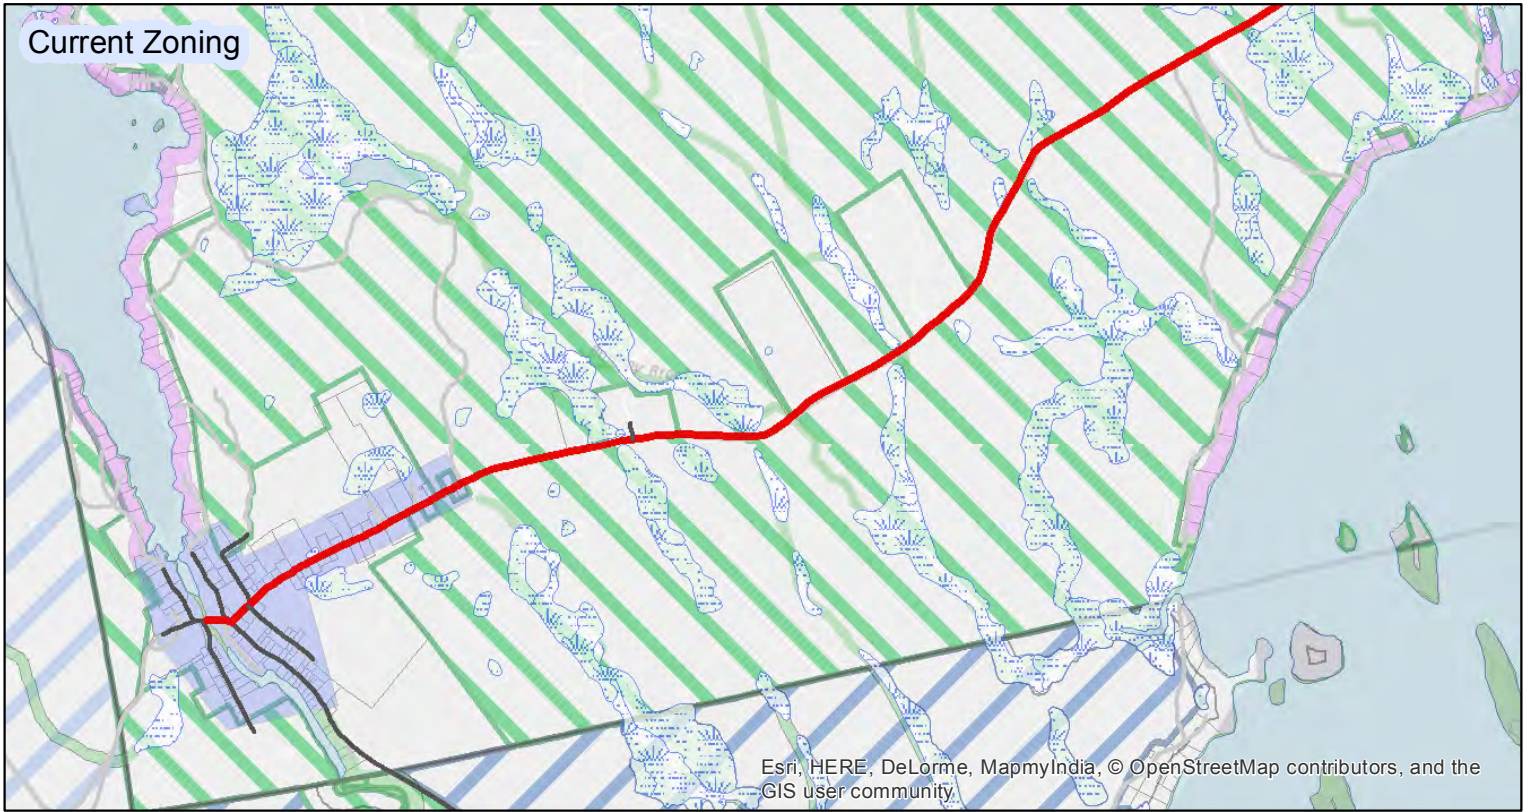 Current Zoning
Esri, HERE, DeLorme, MapmyIndia, © OpenStreetMap contributors, and the
GIS user community